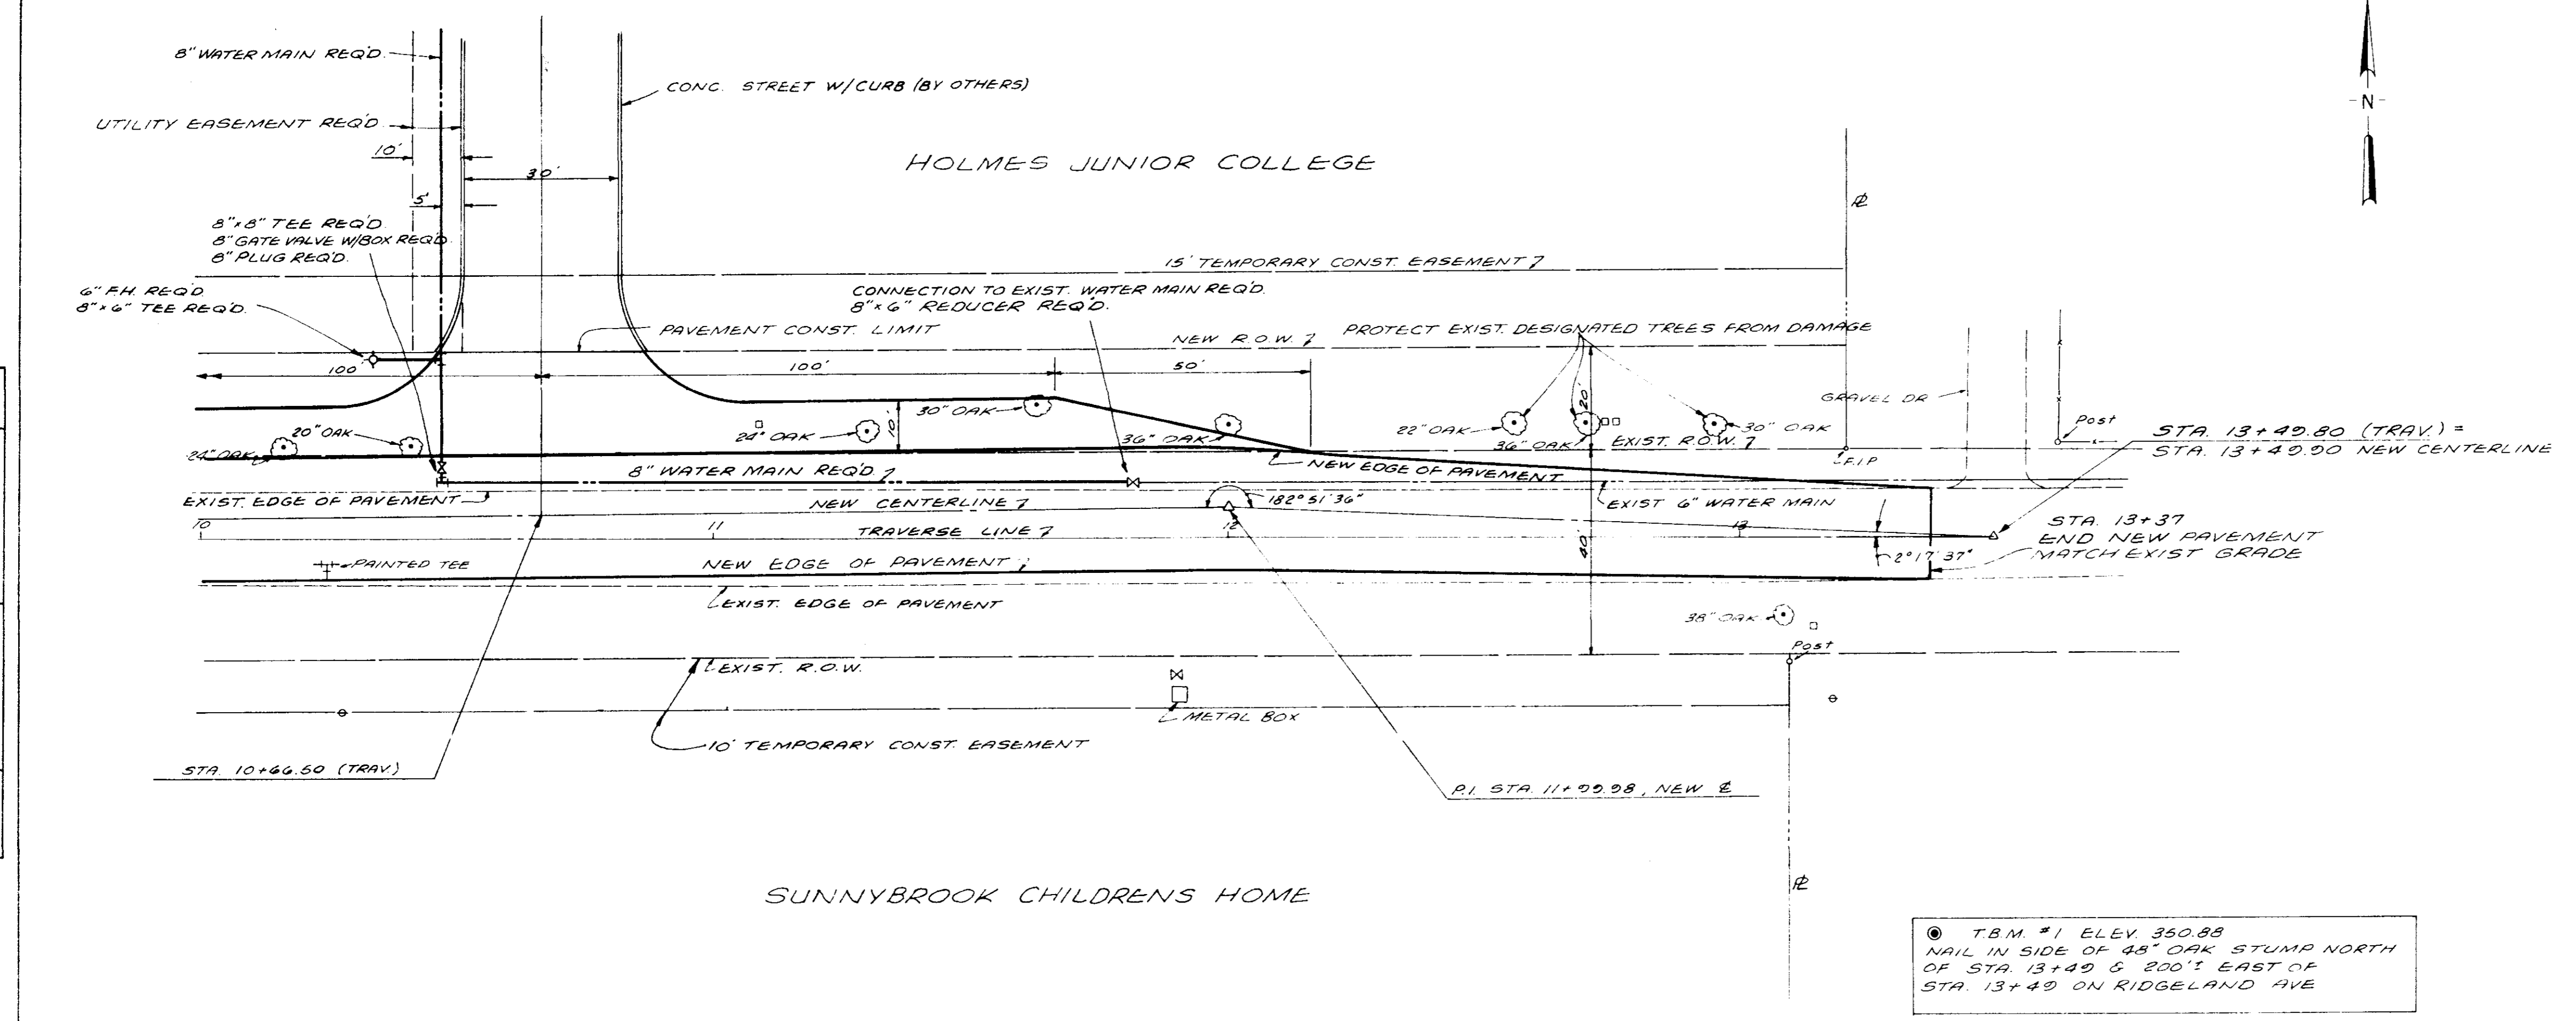 8" WATER MAIN REQ'D.
CONC. STREET W/CURB (BY OTHERS)
-N-
UTILITY EASEMENT REQ'D.
10'
HOLMES JUNIOR COLLEGE
30'
5'
PL
8"x8" TEE REQ'D.
8" GATE VALVE W/BOX REQ'D.
8" PLUG REQ'D.
15' TEMPORARY CONST. EASEMENT
6" F.H. REQ'D.
8"x6" TEE REQ'D.
CONNECTION TO EXIST. WATER MAIN REQ'D.
8"x6" REDUCER REQ'D.
PAVEMENT CONST. LIMIT
NEW R.O.W.
PROTECT EXIST. DESIGNATED TREES FROM DAMAGE
100'
100'
50'
20'
GRAVEL DR
30" OAK
10'
24" OAK
20" OAK
24" OAK
36" OAK
22" OAK
36" OAK
30" OAK
EXIST. R.O.W.
F.I.P
Post
STA. 13+49.80 (TRAV.) =
STA. 13+49.90 NEW CENTERLINE
8" WATER MAIN REQ'D.
NEW EDGE OF PAVEMENT
EXIST. EDGE OF PAVEMENT
NEW CENTERLINE
182° 51' 36"
EXIST 6" WATER MAIN
10
11
TRAVERSE LINE
12
13
40'
2° 17' 37"
STA. 13+37
END NEW PAVEMENT
MATCH EXIST GRADE
PAINTED TEE
NEW EDGE OF PAVEMENT
EXIST. EDGE OF PAVEMENT
38" OAK
Post
EXIST. R.O.W.
METAL BOX
10' TEMPORARY CONST. EASEMENT
STA. 10+66.50 (TRAV.)
P.I. STA. 11+99.98, NEW ℄
SUNNYBROOK CHILDRENS HOME
PL
T.B.M. #1 ELEV. 350.88
NAIL IN SIDE OF 48" OAK STUMP NORTH
OF STA. 13+49 & 200'± EAST OF
STA. 13+49 ON RIDGELAND AVE